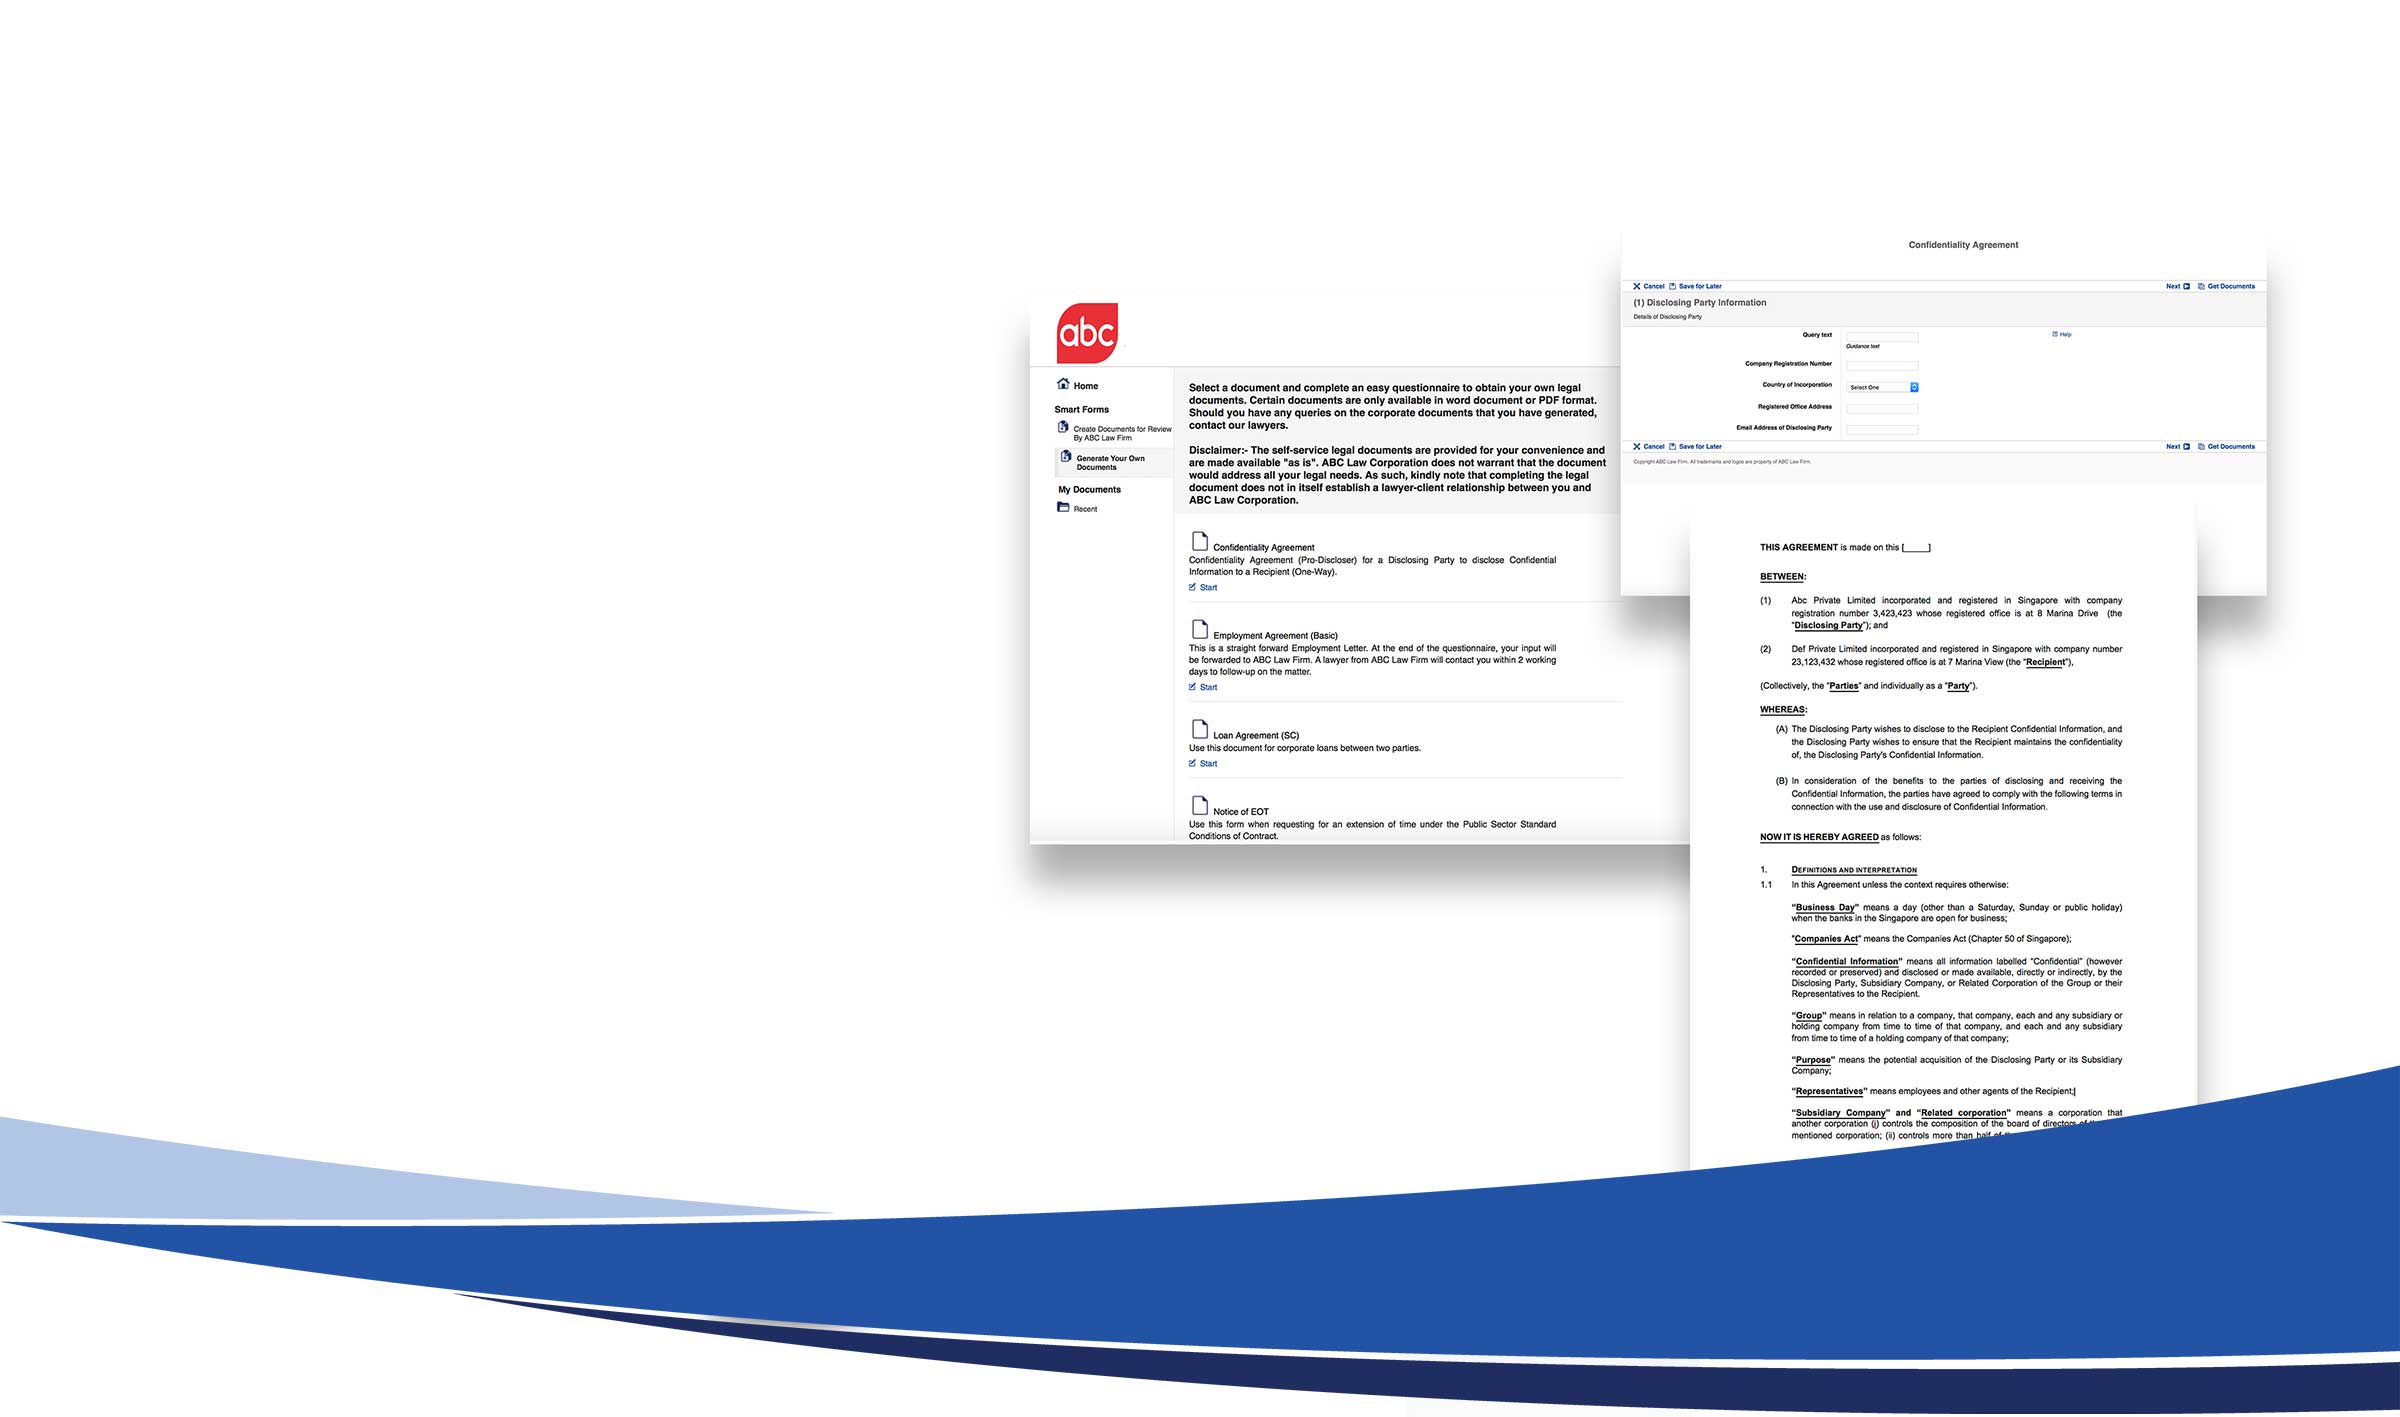 abc
Home
Smart Forms
Create Documents for Review
By ABC Law Firm
Generate Your Own
Documents
My Documents
Recent
Select a document and complete an easy questionnaire to obtain your own legal
documents. Certain documents are only available in word document or PDF format.
Should you have any queries on the corporate documents that you have generated,
contact our lawyers.
Disclaimer:- The self-service legal documents are provided for your convenience and
are made available "as is". ABC Law Corporation does not warrant that the document
would address all your legal needs. As such, kindly note that completing the legal
document does not in itself establish a lawyer-client relationship between you and
ABC Law Corporation.
Confidentiality Agreement
Confidentiality Agreement (Pro-Discloser) for a Disclosing Party to disclose Confidential
Information to a Recipient (One-Way).
Start
Employment Agreement (Basic)
This is a straight forward Employment Letter. At the end of the questionnaire, your input will
be forwarded to ABC Law Firm. A lawyer from ABC Law Firm will contact you within 2 working
days to follow-up on the matter.
Start
Loan Agreement (SC)
Use this document for corporate loans between two parties.
Start
Notice of EOT
Use this form when requesting for an extension of time under the Public Sector Standard
Conditions of Contract.
Confidentiality Agreement
Cancel Save for Later Next Get Documents
(1) Disclosing Party Information
Details of Disclosing Party
Query text Help
Guidance text
Company Registration Number
Country of Incorporation Select One
Registered Office Address
Email Address of Disclosing Party
Cancel Save for Later Next Get Documents
Copyright ABC Law Firm. All trademarks and logos are property of ABC Law Firm.
THIS AGREEMENT is made on this [_____]
BETWEEN:
(1) Abc Private Limited incorporated and registered in Singapore with company
registration number 3,423,423 whose registered office is at 8 Marina Drive (the
"Disclosing Party"); and
(2) Def Private Limited incorporated and registered in Singapore with company number
23,123,432 whose registered office is at 7 Marina View (the "Recipient"),
(Collectively, the "Parties" and individually as a "Party").
WHEREAS:
(A) The Disclosing Party wishes to disclose to the Recipient Confidential Information, and
the Disclosing Party wishes to ensure that the Recipient maintains the confidentiality
of, the Disclosing Party's Confidential Information.
(B) In consideration of the benefits to the parties of disclosing and receiving the
Confidential Information, the parties have agreed to comply with the following terms in
connection with the use and disclosure of Confidential Information.
NOW IT IS HEREBY AGREED as follows:
1. DEFINITIONS AND INTERPRETATION
1.1 In this Agreement unless the context requires otherwise:
"Business Day" means a day (other than a Saturday, Sunday or public holiday)
when the banks in the Singapore are open for business;
"Companies Act" means the Companies Act (Chapter 50 of Singapore);
"Confidential Information" means all information labelled "Confidential" (however
recorded or preserved) and disclosed or made available, directly or indirectly, by the
Disclosing Party, Subsidiary Company, or Related Corporation of the Group or their
Representatives to the Recipient.
"Group" means in relation to a company, that company, each and any subsidiary or
holding company from time to time of that company, and each and any subsidiary
from time to time of a holding company of that company;
"Purpose" means the potential acquisition of the Disclosing Party or its Subsidiary
Company;
"Representatives" means employees and other agents of the Recipient;
"Subsidiary Company" and "Related corporation" means a corporation that
another corporation (i) controls the composition of the board of directors
mentioned corporation; (ii) controls more than half